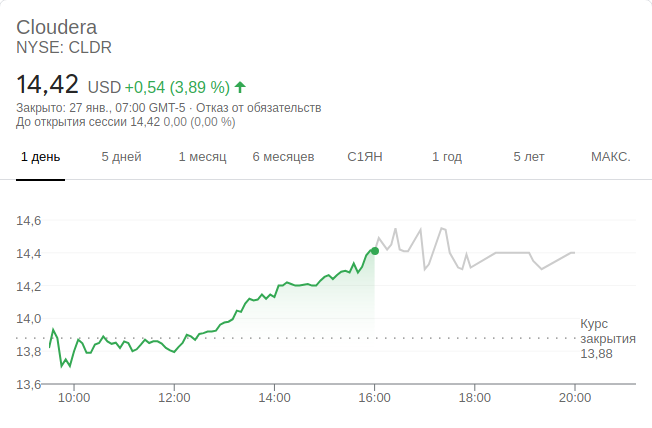 Cloudera
NYSE: CLDR
14,42 USD +0,54 (3,89 %)
Закрыто: 27 янв., 07:00 GMT-5 · Отказ от обязательств
До открытия сессии 14,42 0,00 (0,00 %)
1 день 5 дней 1 месяц 6 месяцев С1ЯН 1 год 5 лет МАКС.
14,6
14,4
14,2
14,0
13,8
13,6
Курс
закрытия
13,88
10:00 12:00 14:00 16:00 18:00 20:00